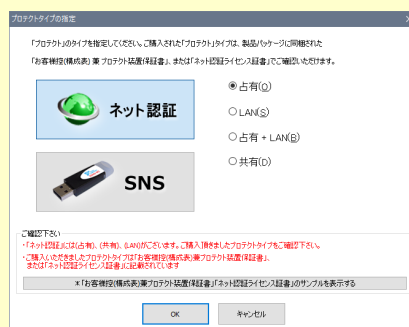 プロテクトタイプの指定
「プロテクト」のタイプを指定してください。ご購入された「プロテクト」タイプは、製品パッケージに同梱された
「お客様控(構成表) 兼 プロテクト装置保証書」、または「ネット認証ライセンス証書」でご確認いただけます。
ネット認証
SNS
占有(O)
LAN(S)
占有 + LAN(B)
共有(D)
ご確認下さい
・「ネット認証」には(占有)、(共有)、(LAN)がございます。ご購入頂きましたプロテクトタイプをご確認下さい。
・ご購入いただきましたプロテクトタイプは「お客様控(構成表)兼プロテクト装置保証書」、
または「ネット認証ライセンス証書」に記載されています
＊「お客様控(構成表)兼プロテクト装置保証書」「ネット認証ライセンス証書」のサンプルを表示する
OK
キャンセル